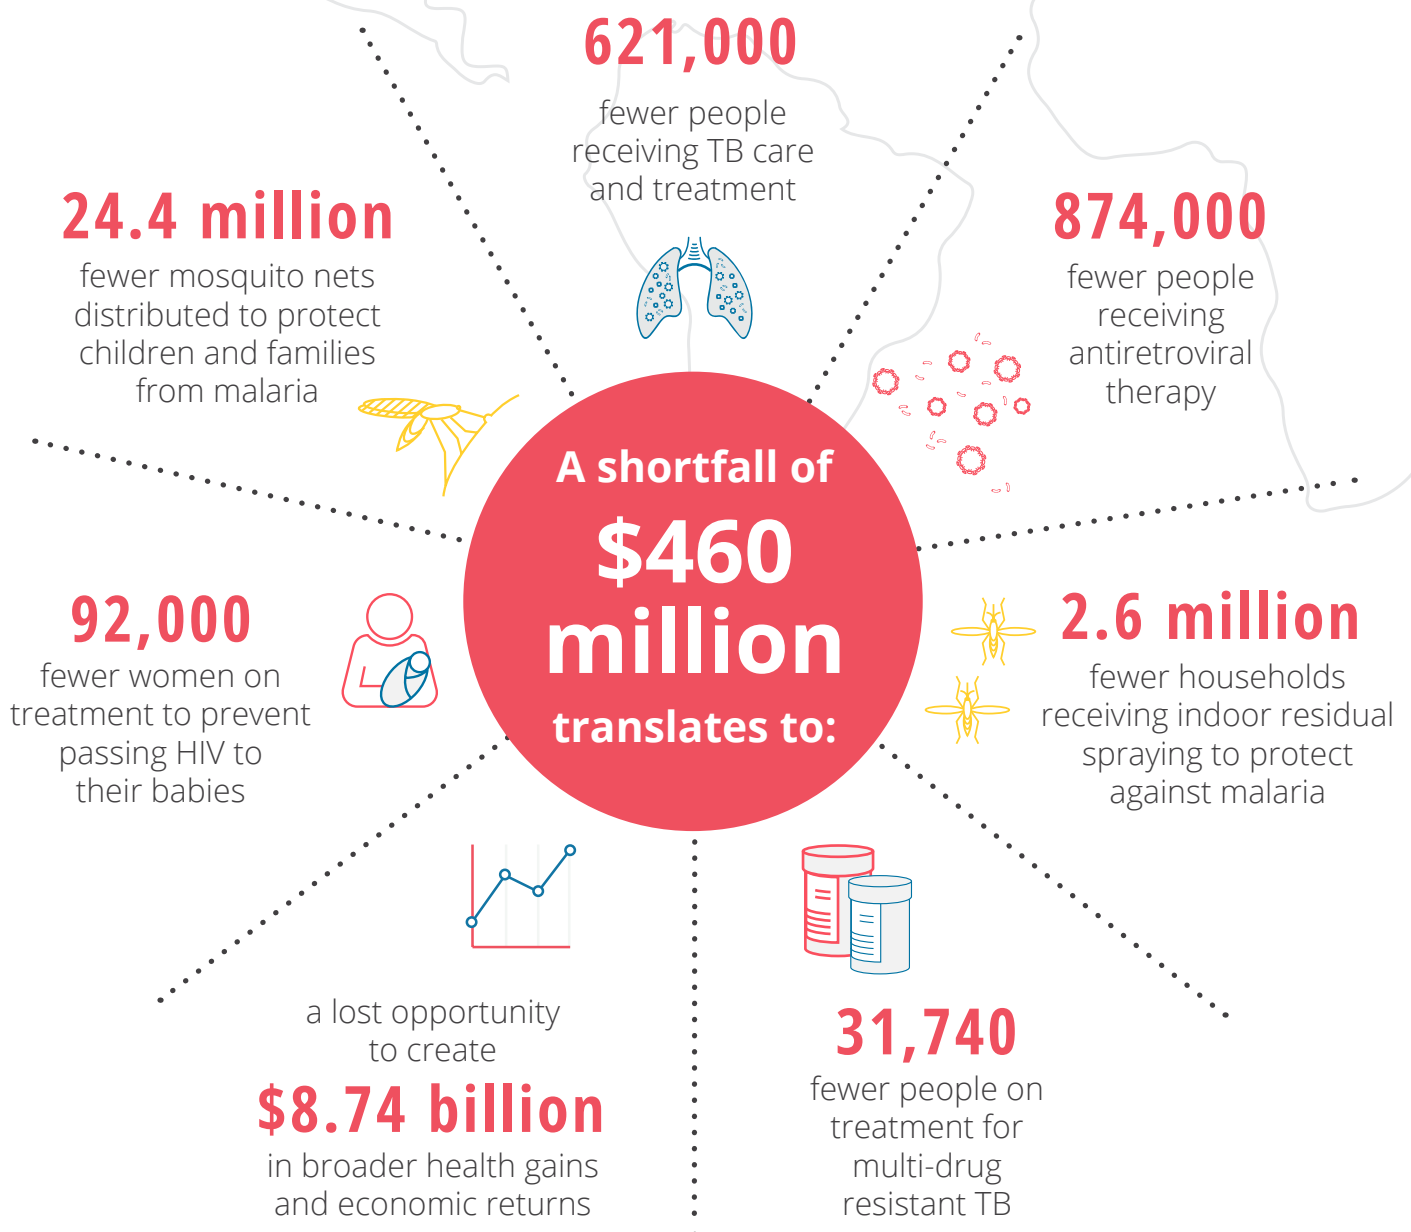 621,000
fewer people
receiving TB care
and treatment
24.4 million
fewer mosquito nets
distributed to protect
children and families
from malaria
874,000
fewer people
receiving
antiretroviral
therapy
A shortfall of
$460
million
translates to:
92,000
fewer women on
treatment to prevent
passing HIV to
their babies
2.6 million
fewer households
receiving indoor residual
spraying to protect
against malaria
a lost opportunity
to create
$8.74 billion
in broader health gains
and economic returns
31,740
fewer people on
treatment for
multi-drug
resistant TB